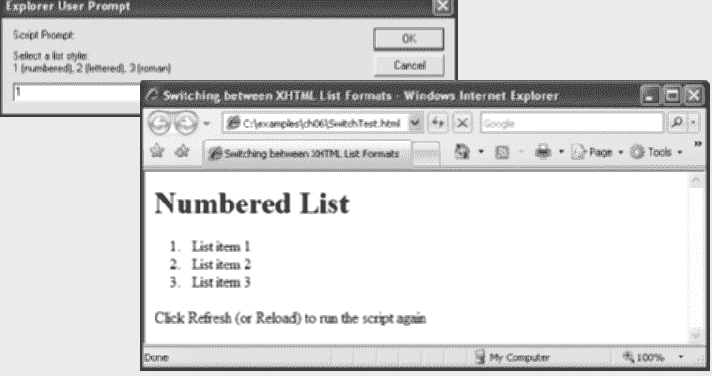 Explorer User Prompt
Script Prompt:
OK
Select a list style:
1 (numbered), 2 (lettered), 3 (roman)
Cancel
1
Switching between XHTML List Formats - Windows Internet Explorer
C:\examples\ch06\SwitchTest.html
Google
Switching between XHTML List Formats
Page
Tools
Numbered List
1. List item 1
2. List item 2
3. List item 3
Click Refresh (or Reload) to run the script again
Done
My Computer
100%